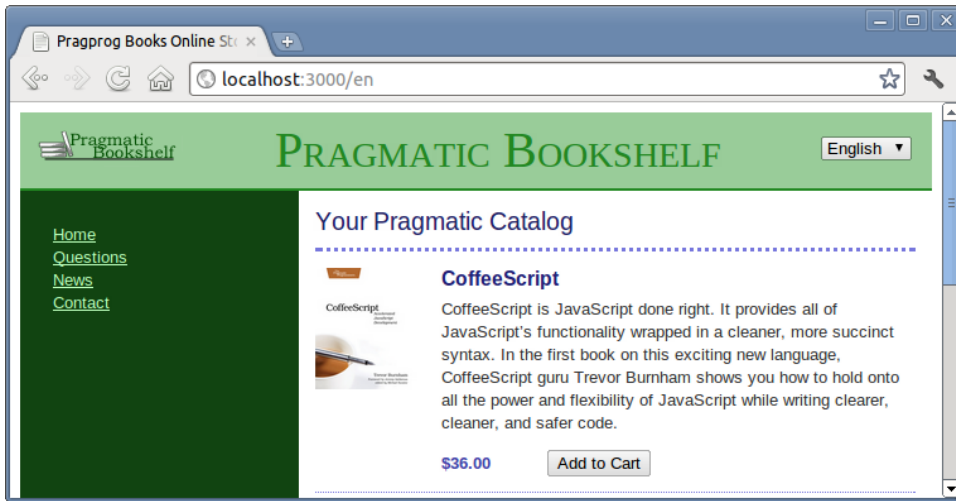 Pragprog Books Online Sto
localhost:3000/en
Pragmatic
Bookshelf
PRAGMATIC BOOKSHELF
English
Home
Questions
News
Contact
Your Pragmatic Catalog
CoffeeScript
CoffeeScript
CoffeeScript is JavaScript done right. It provides all of
JavaScript's functionality wrapped in a cleaner, more succinct
syntax. In the first book on this exciting new language,
CoffeeScript guru Trevor Burnham shows you how to hold onto
all the power and flexibility of JavaScript while writing clearer,
cleaner, and safer code.
$36.00
Add to Cart